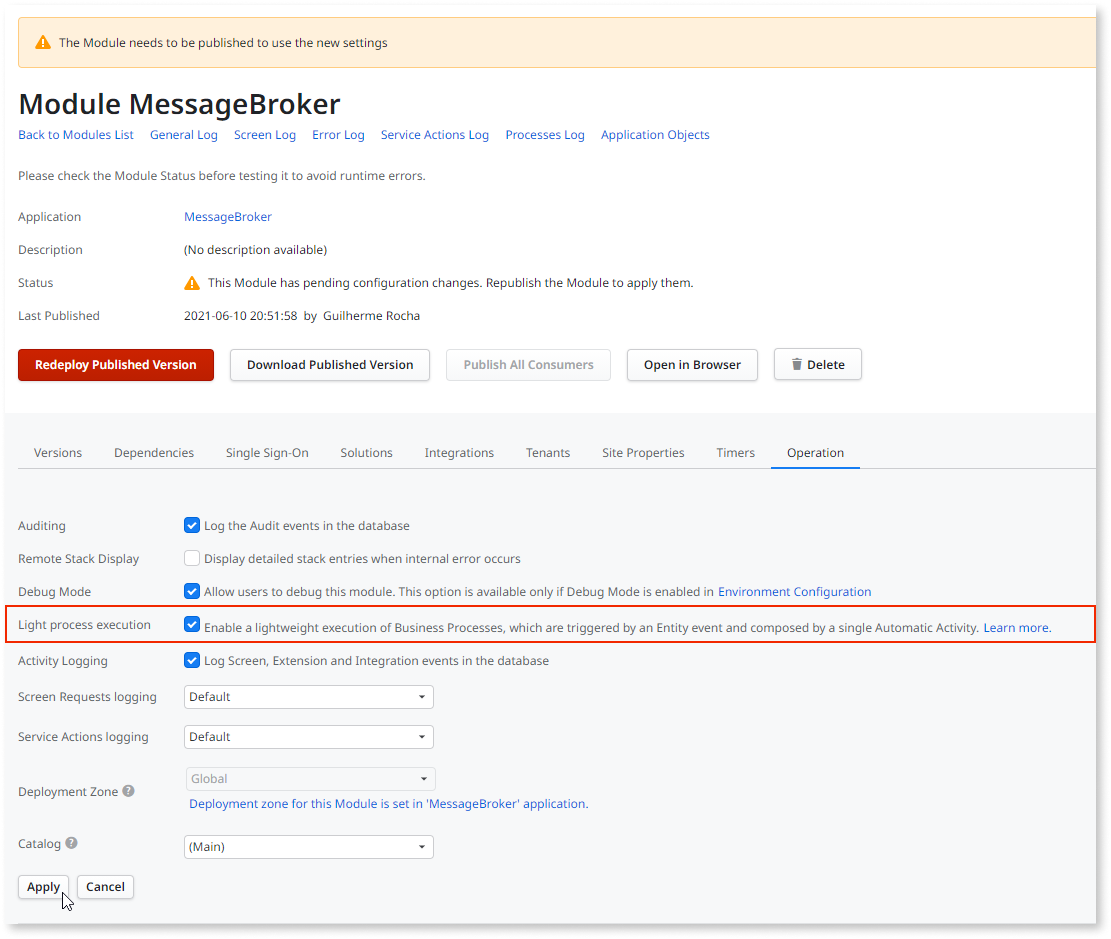 The Module needs to be published to use the new settings
Module MessageBroker
Back to Modules List General Log Screen Log Error Log Service Actions Log Processes Log Application Objects
Please check the Module Status before testing it to avoid runtime errors.
Application MessageBroker
Description (No description available)
Status This Module has pending configuration changes. Republish the Module to apply them.
Last Published 2021-06-10 20:51:58 by Guilherme Rocha
Redeploy Published Version Download Published Version Publish All Consumers Open in Browser Delete
Versions Dependencies Single Sign-On Solutions Integrations Tenants Site Properties Timers Operation
Auditing Log the Audit events in the database
Remote Stack Display Display detailed stack entries when internal error occurs
Debug Mode Allow users to debug this module. This option is available only if Debug Mode is enabled in Environment Configuration
Light process execution Enable a lightweight execution of Business Processes, which are triggered by an Entity event and composed by a single Automatic Activity. Learn more.
Activity Logging Log Screen, Extension and Integration events in the database
Screen Requests logging Default
Service Actions logging Default
Deployment Zone ? Global
Deployment zone for this Module is set in 'MessageBroker' application.
Catalog ? (Main)
Apply Cancel